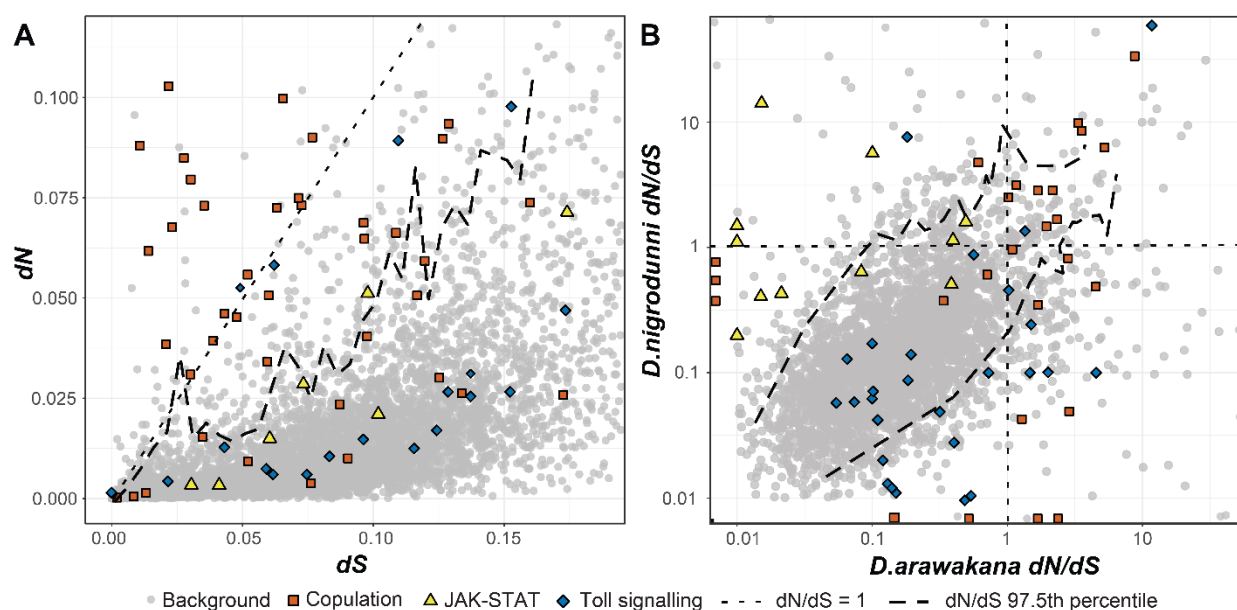 A
dN
0.100
0.075
0.050
0.025
0.000
0.00
0.05
0.10
0.15
dS
B
D.nigrodunni dN/dS
10
1
0.1
0.01
0.01
0.1
1
10
D.arawakana dN/dS
Background Copulation JAK-STAT Toll signalling dN/dS = 1 dN/dS 97.5th percentile